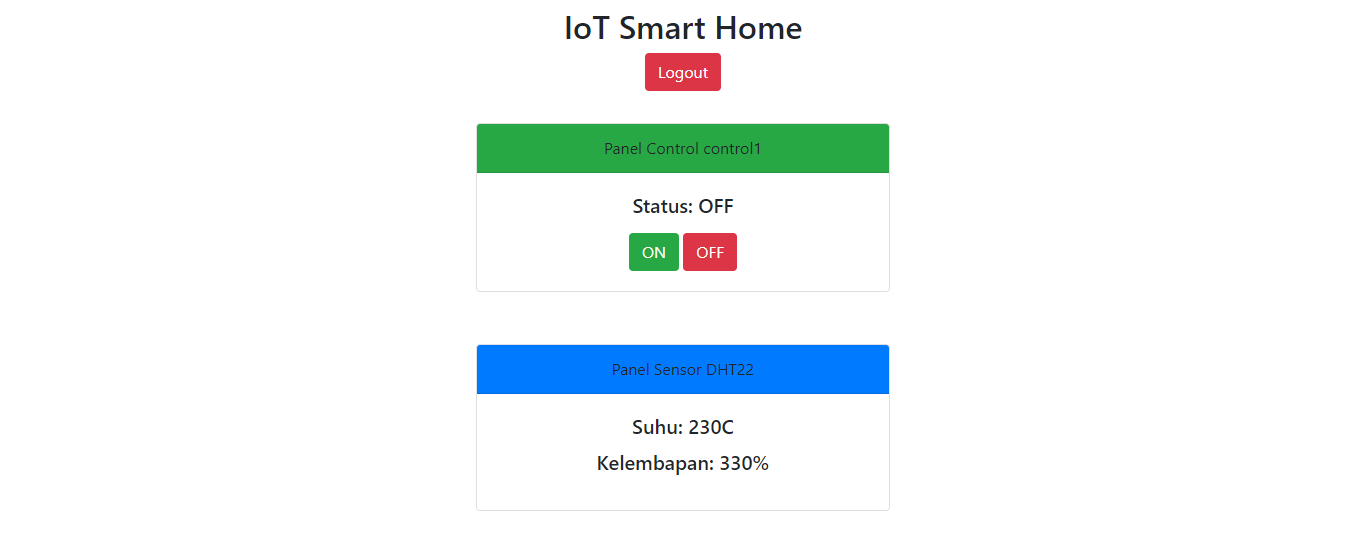 IoT Smart Home
Logout
Panel Control control1
Status: OFF
ON OFF
Panel Sensor DHT22
Suhu: 230C
Kelembapan: 330%